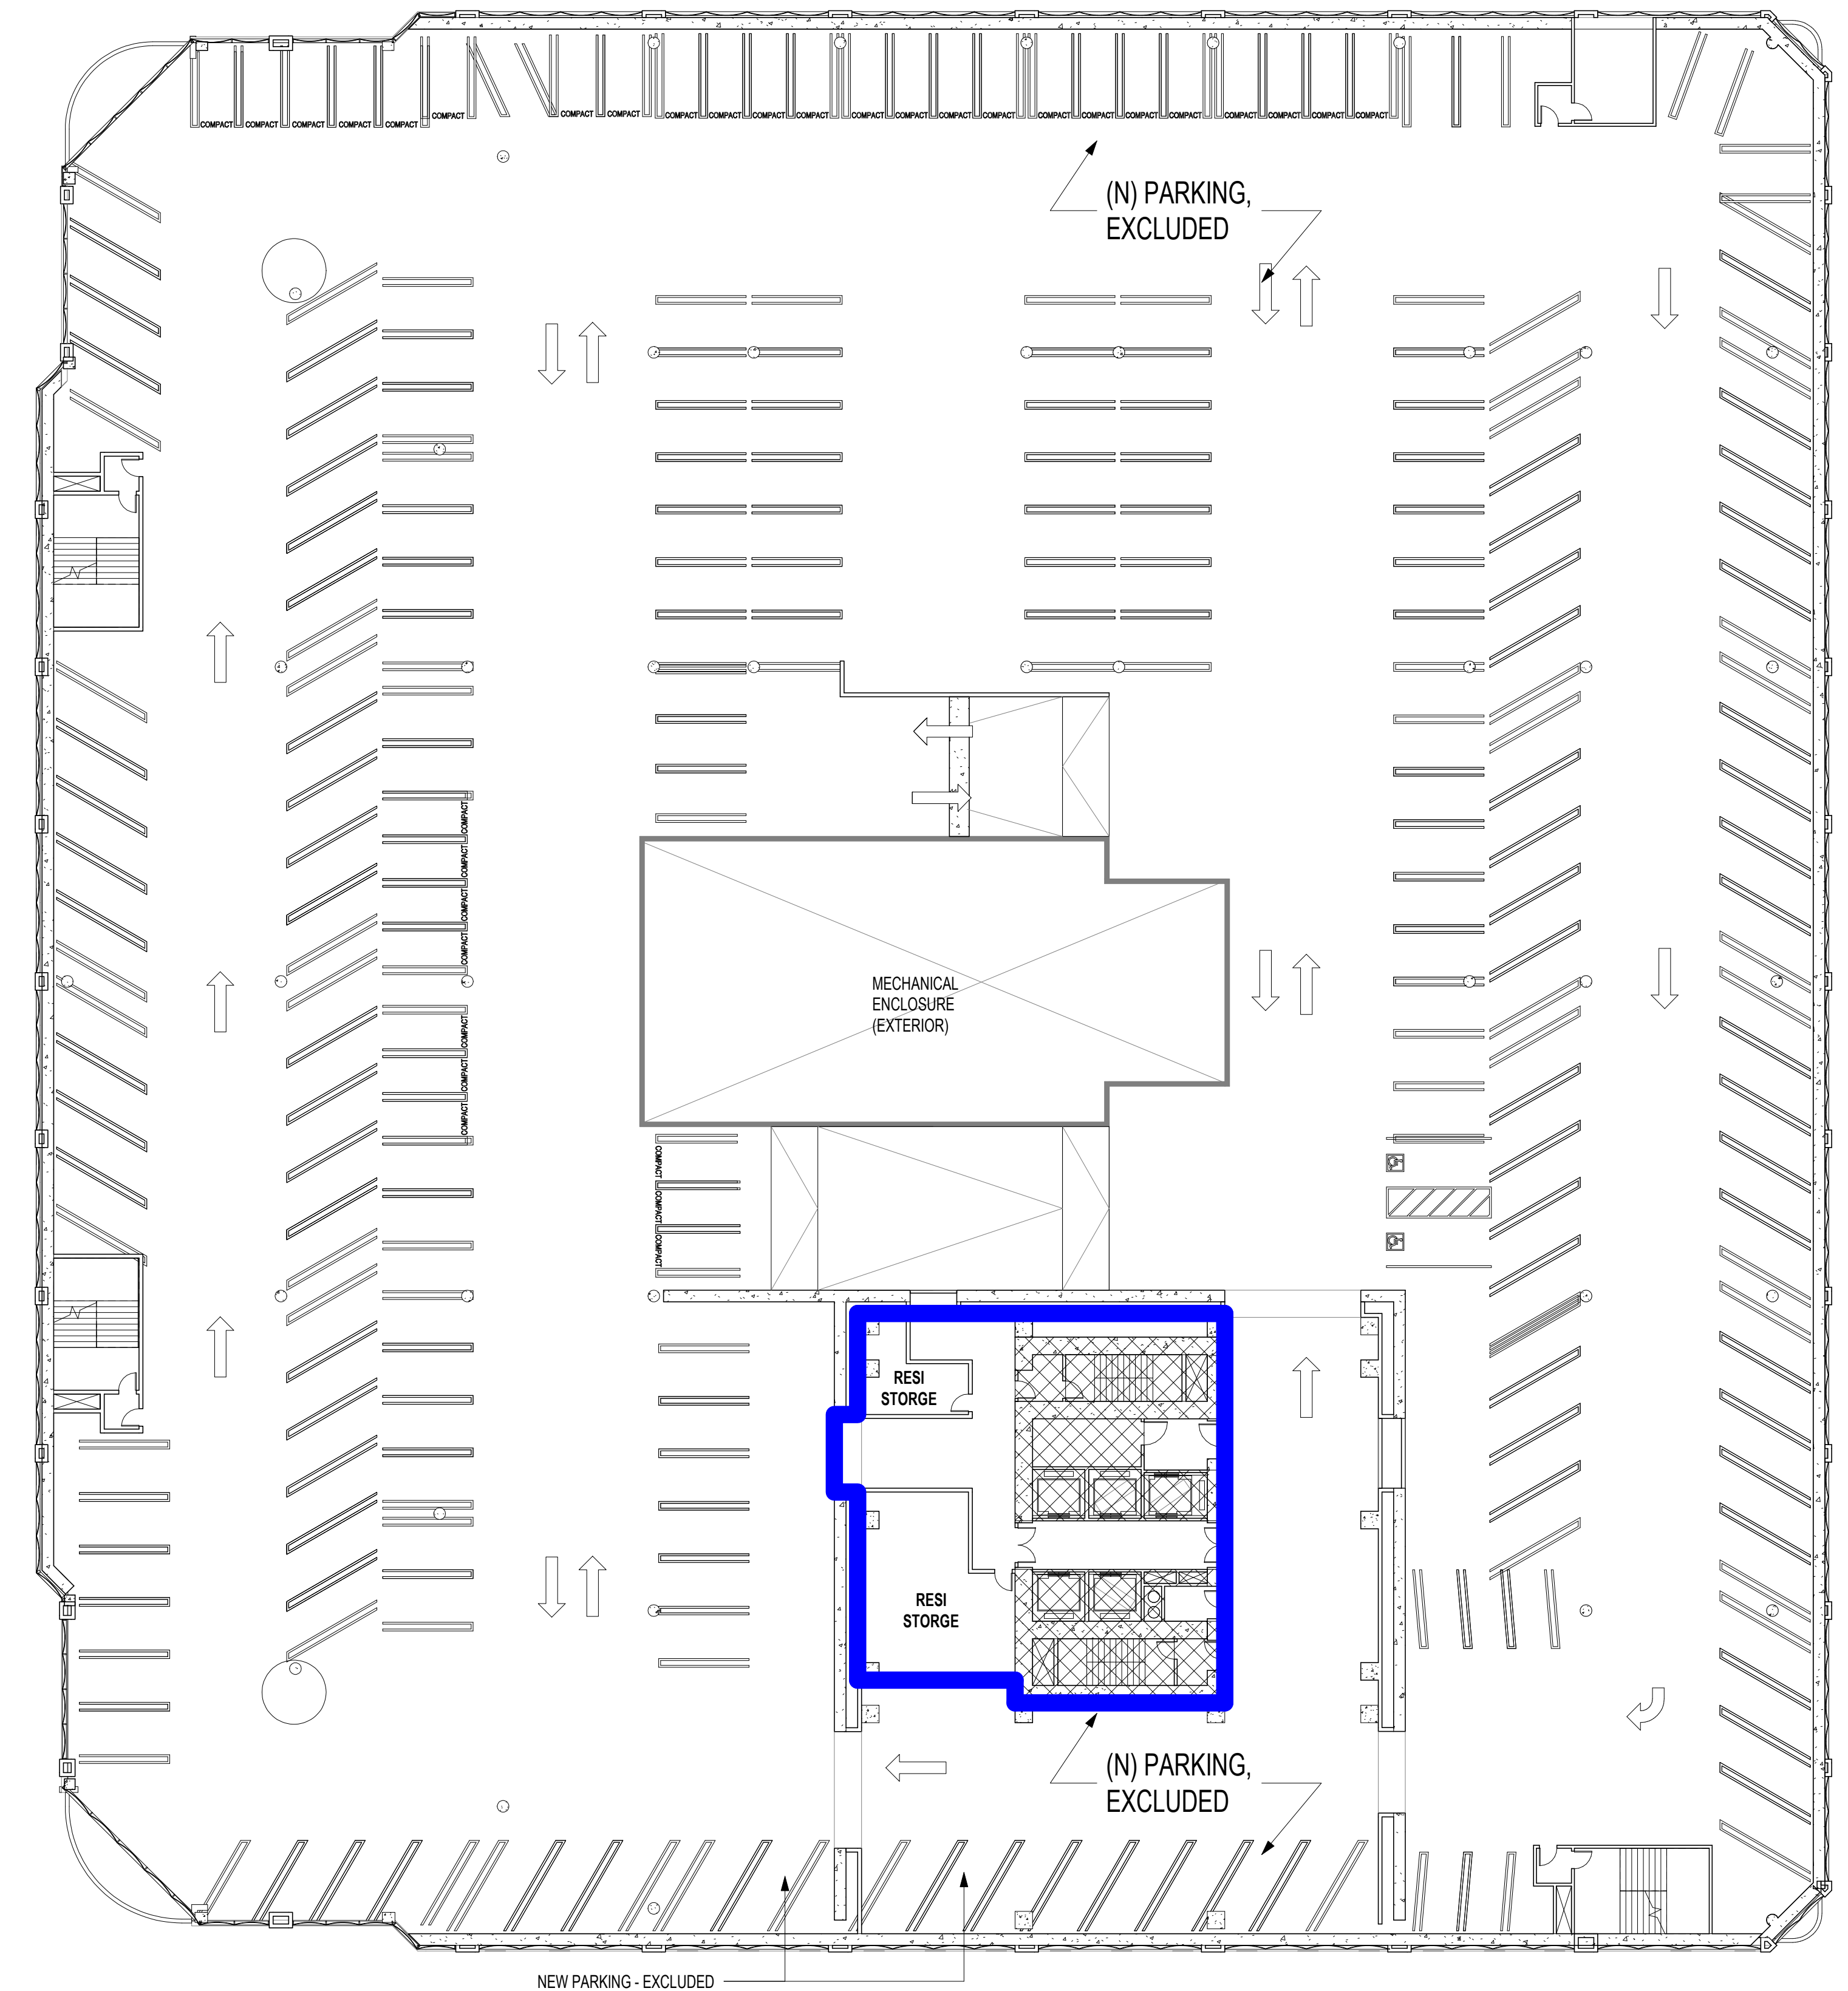 COMPACT COMPACT COMPACT COMPACT COMPACT COMPACT COMPACT COMPACT COMPACT COMPACT COMPACT COMPACT COMPACT COMPACT COMPACT COMPACT COMPACT COMPACT COMPACT COMPACT COMPACT COMPACT COMPACT COMPACT
(N) PARKING,
EXCLUDED
COMPACT COMPACT COMPACT COMPACT
COMPACT COMPACT COMPACT
MECHANICAL
ENCLOSURE
(EXTERIOR)
COMPACT COMPACT COMPACT
RESI
STORGE
RESI
STORGE
(N) PARKING,
EXCLUDED
NEW PARKING - EXCLUDED